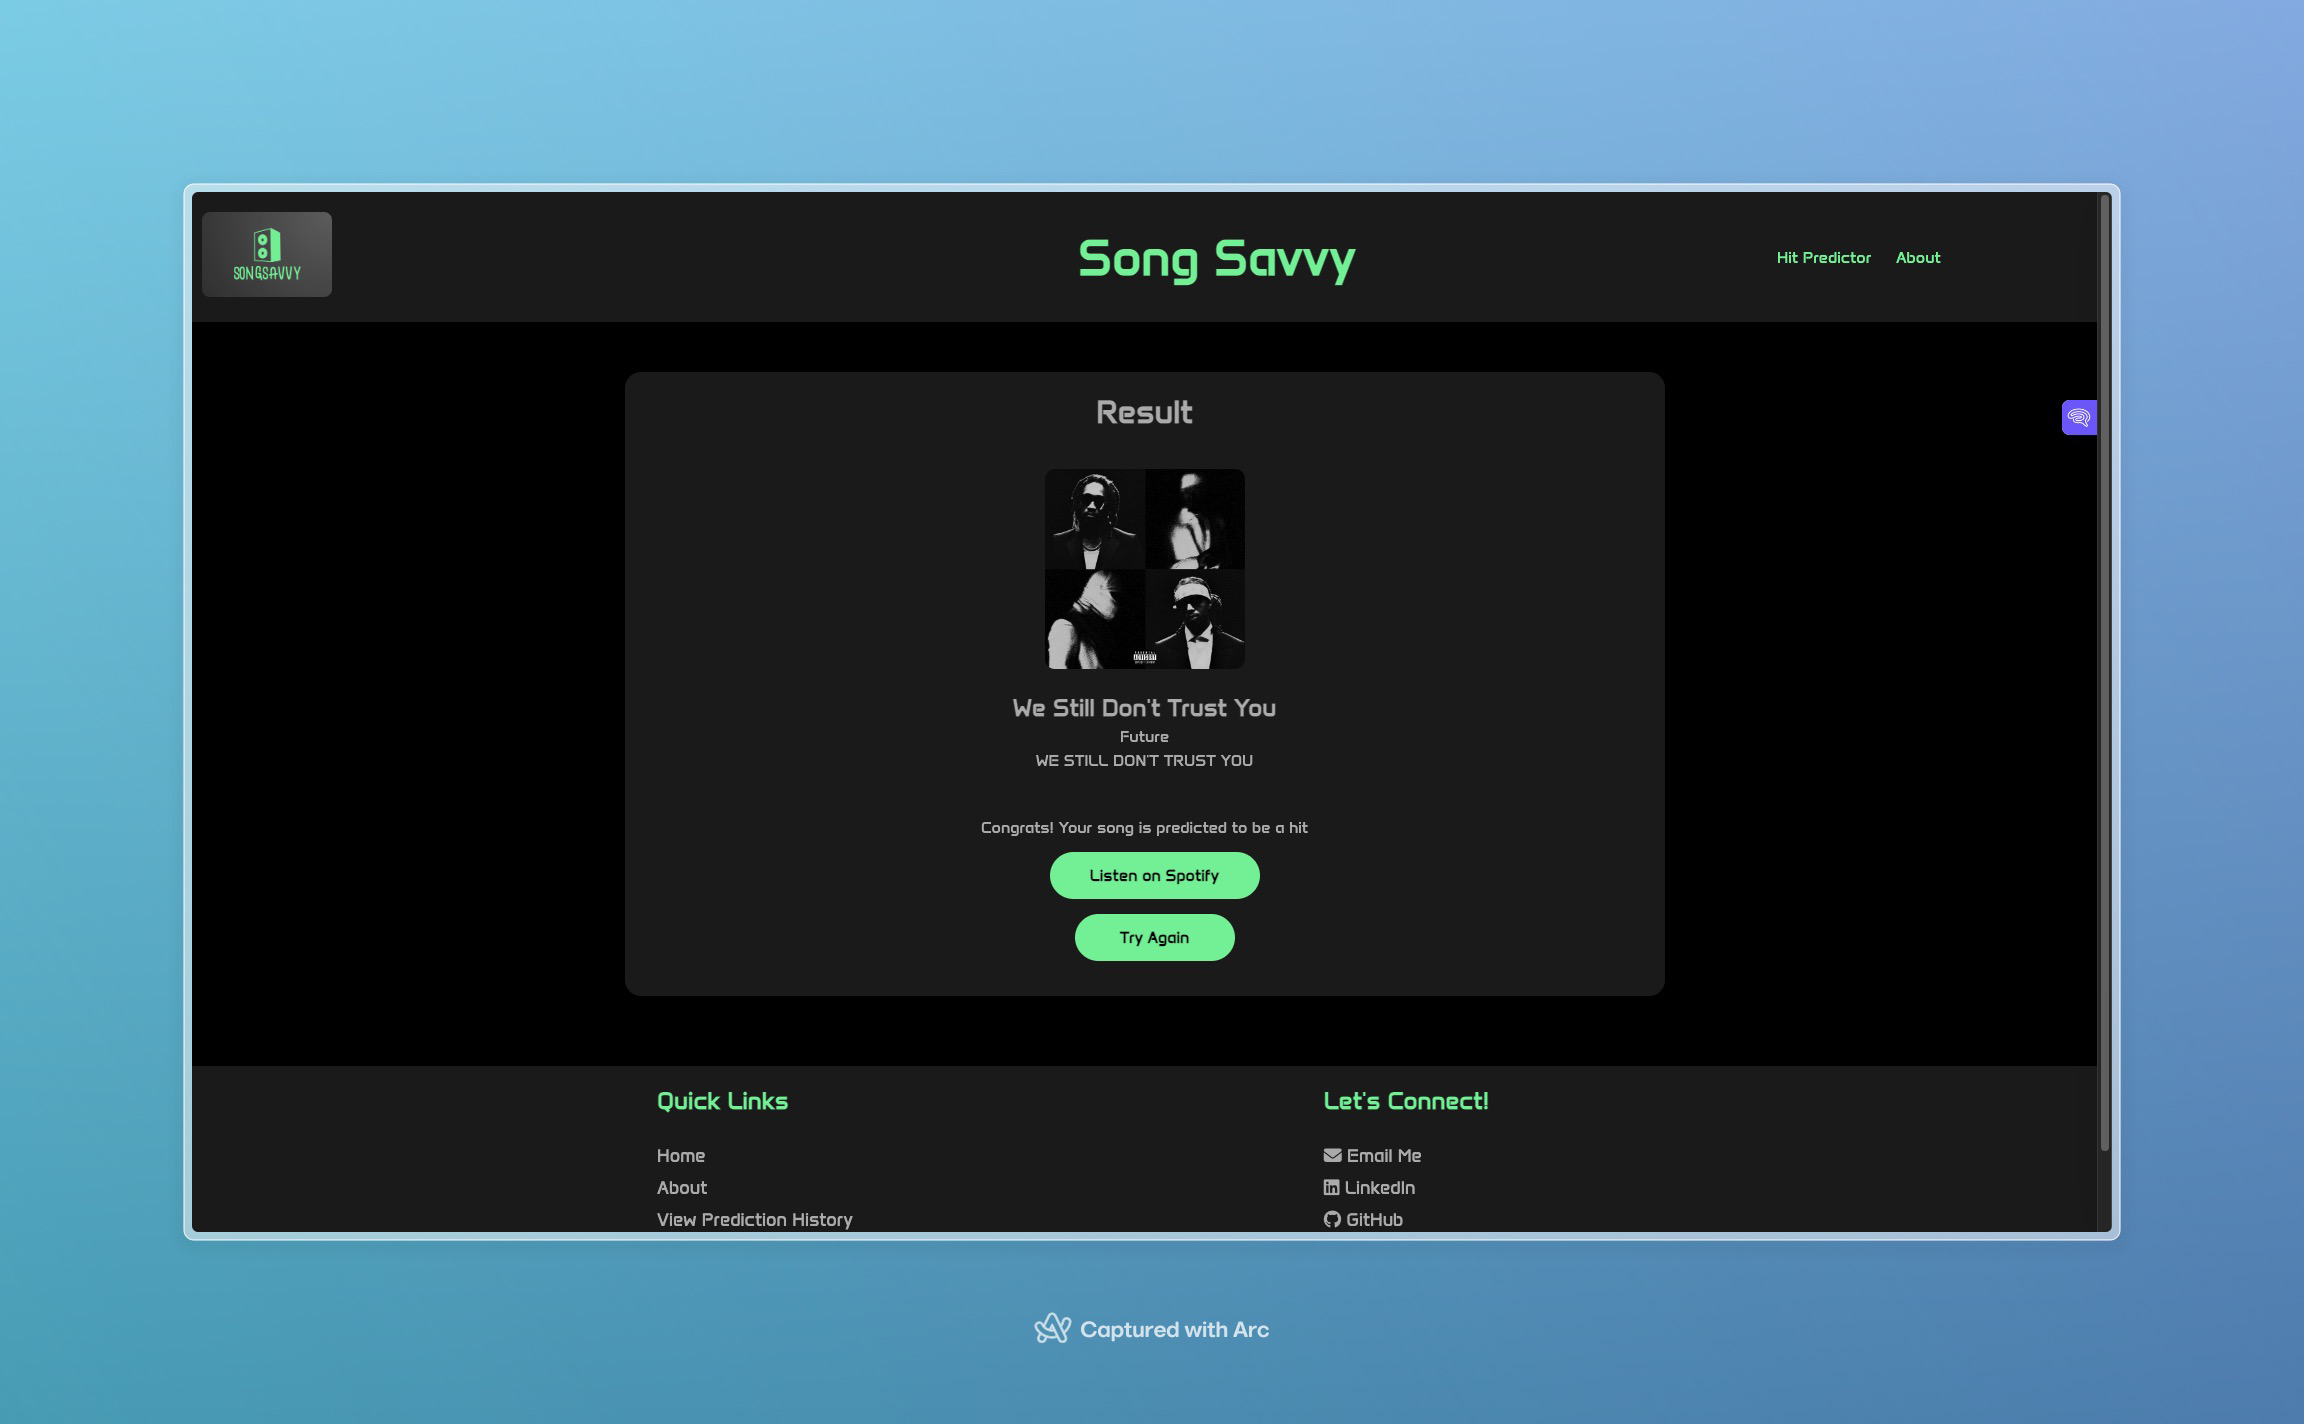 SONGSAVVY
Song Savvy
Hit Predictor About
Result
ADVISORY
We Still Don't Trust You
Future
WE STILL DON'T TRUST YOU
Congrats! Your song is predicted to be a hit
Listen on Spotify
Try Again
Quick Links
Home
About
View Prediction History
Let's Connect!
Email Me
LinkedIn
GitHub
Captured with Arc